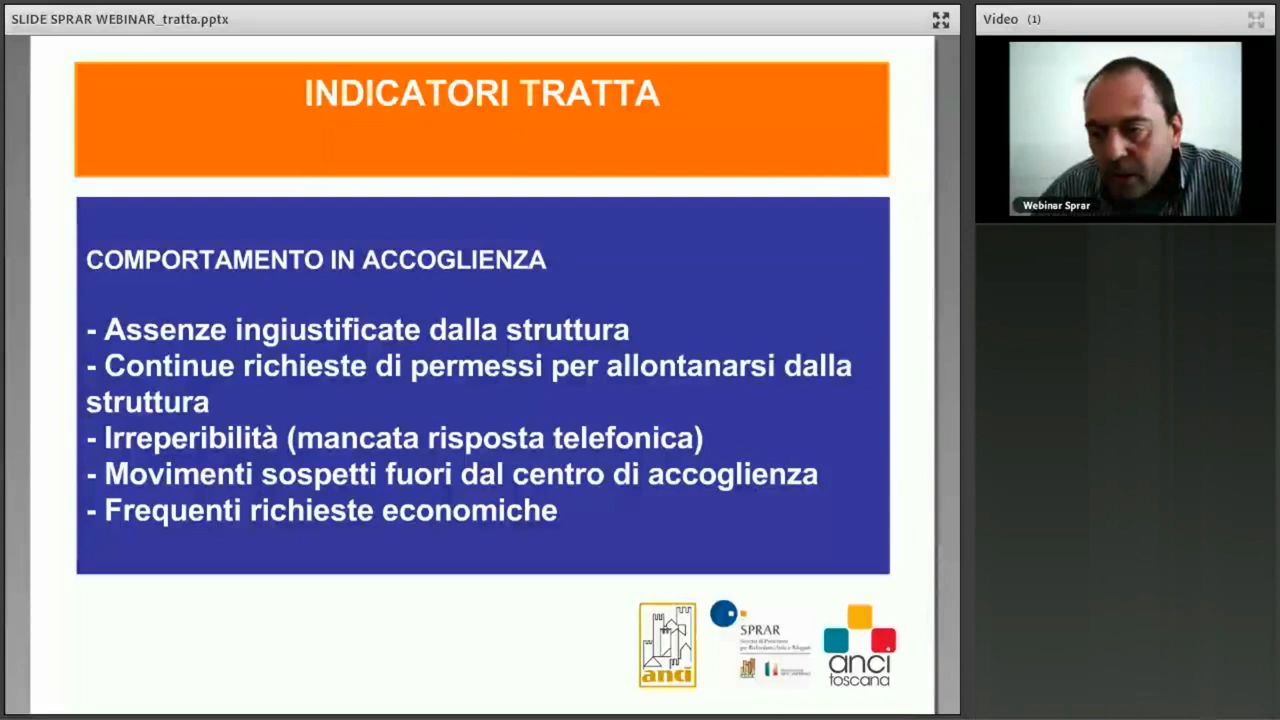 SLIDE SPRAR WEBINAR_tratta.pptx
Video (1)
INDICATORI TRATTA
Webinar Sprar
COMPORTAMENTO IN ACCOGLIENZA
- Assenze ingiustificate dalla struttura
- Continue richieste di permessi per allontanarsi dalla
struttura
- Irreperibilità (mancata risposta telefonica)
- Movimenti sospetti fuori dal centro di accoglienza
- Frequenti richieste economiche
anci
SPRAR
anci
toscana